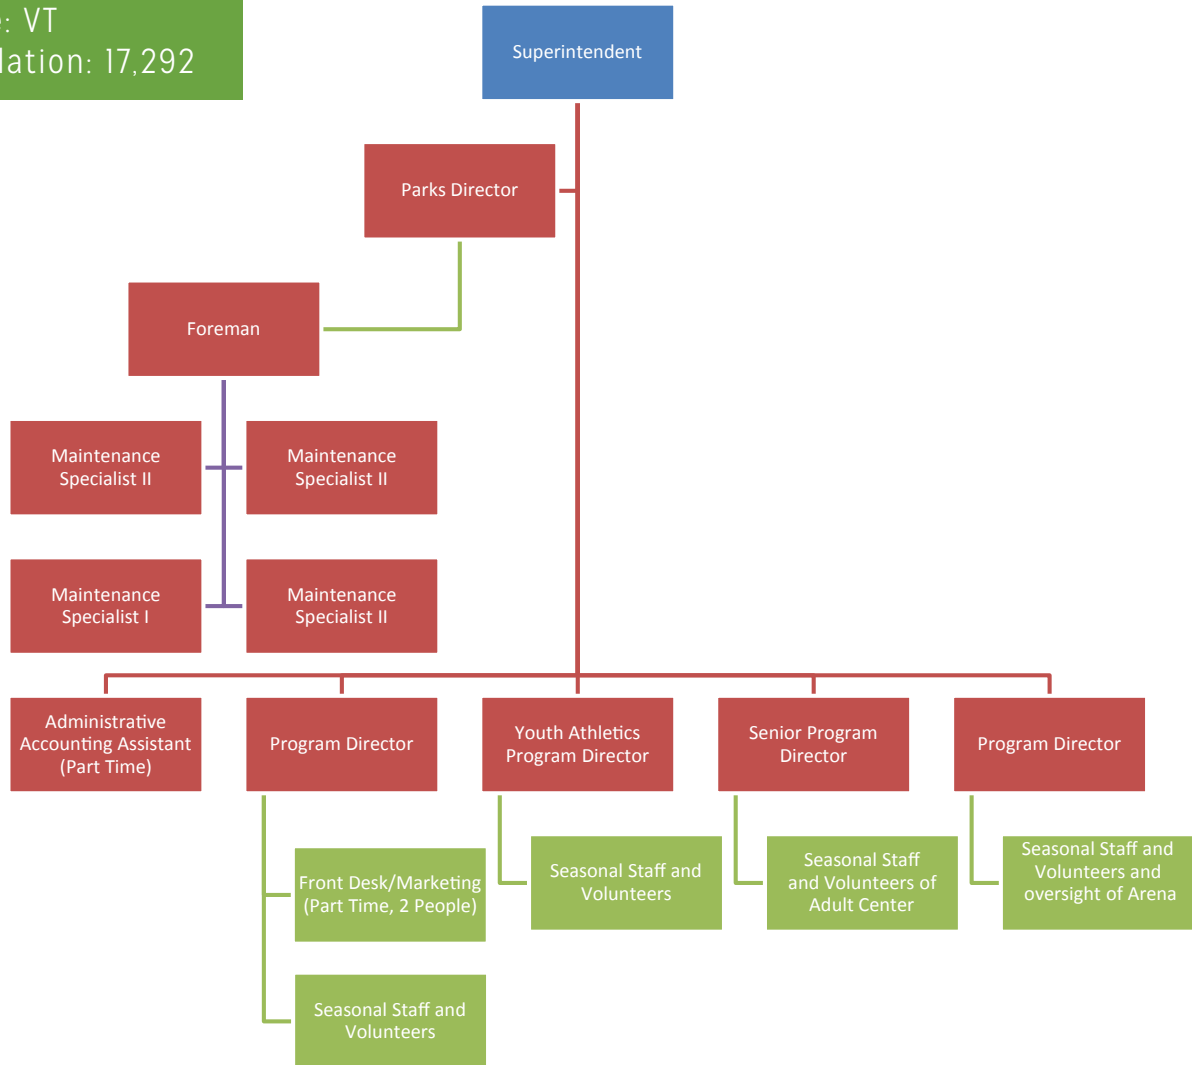 : VT
lation: 17,292
Superintendent
Parks Director
Foreman
Maintenance
Specialist II
Maintenance
Specialist II
Maintenance
Specialist I
Maintenance
Specialist II
Administrative
Accounting Assistant
(Part Time)
Program Director
Youth Athletics
Program Director
Senior Program
Director
Program Director
Front Desk/Marketing
(Part Time, 2 People)
Seasonal Staff and
Volunteers
Seasonal Staff
and Volunteers of
Adult Center
Seasonal Staff and
Volunteers and
oversight of Arena
Seasonal Staff and
Volunteers